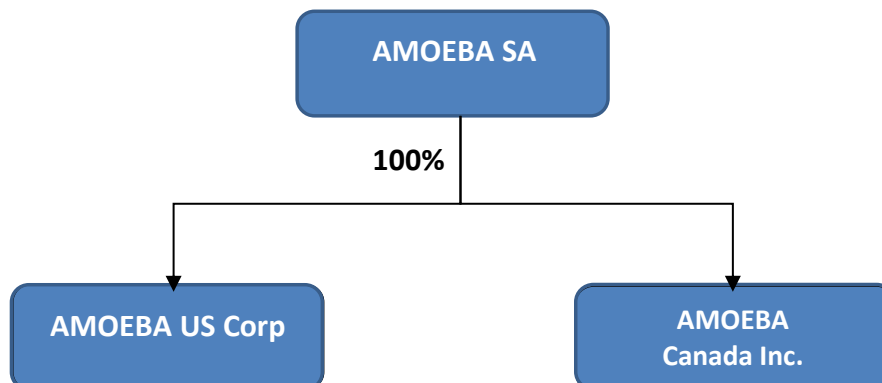 AMOEBA SA
100%
AMOEBA US Corp
AMOEBA
Canada Inc.